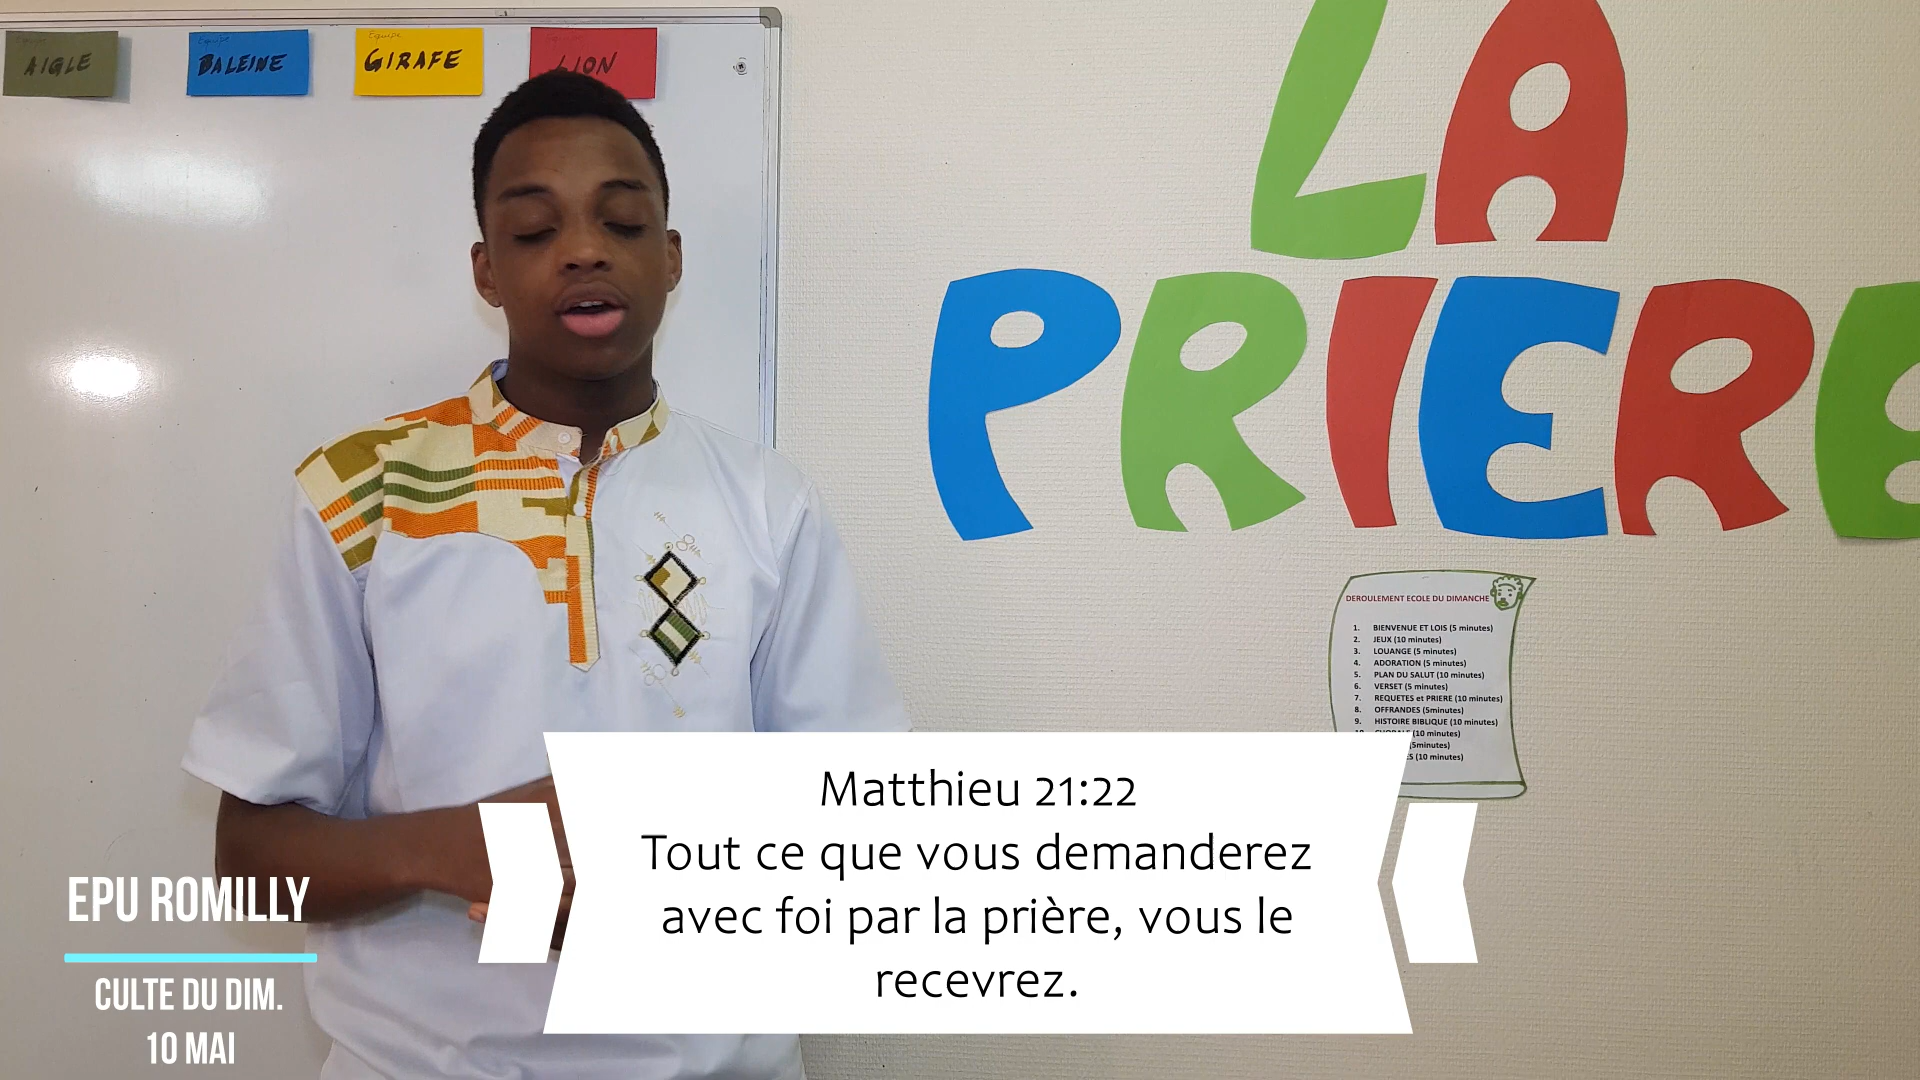 Equipe
AIGLE
Equipe
BALEINE
Equipe
GIRAFE
LION
LA
PRIERE
DEROULEMENT ECOLE DU DIMANCHE
1. BIENVENUE ET LOIS (5 minutes)
2. JEUX (10 minutes)
3. LOUANGE (5 minutes)
4. ADORATION (5 minutes)
5. PLAN DU SALUT (10 minutes)
6. VERSET (5 minutes)
7. REQUETES et PRIERE (10 minutes)
8. OFFRANDES (5minutes)
9. HISTOIRE BIBLIQUE (10 minutes)
(10 minutes)
(5minutes)
(10 minutes)
Matthieu 21:22
Tout ce que vous demanderez
avec foi par la prière, vous le
recevrez.
EPU ROMILLY
CULTE DU DIM.
10 MAI